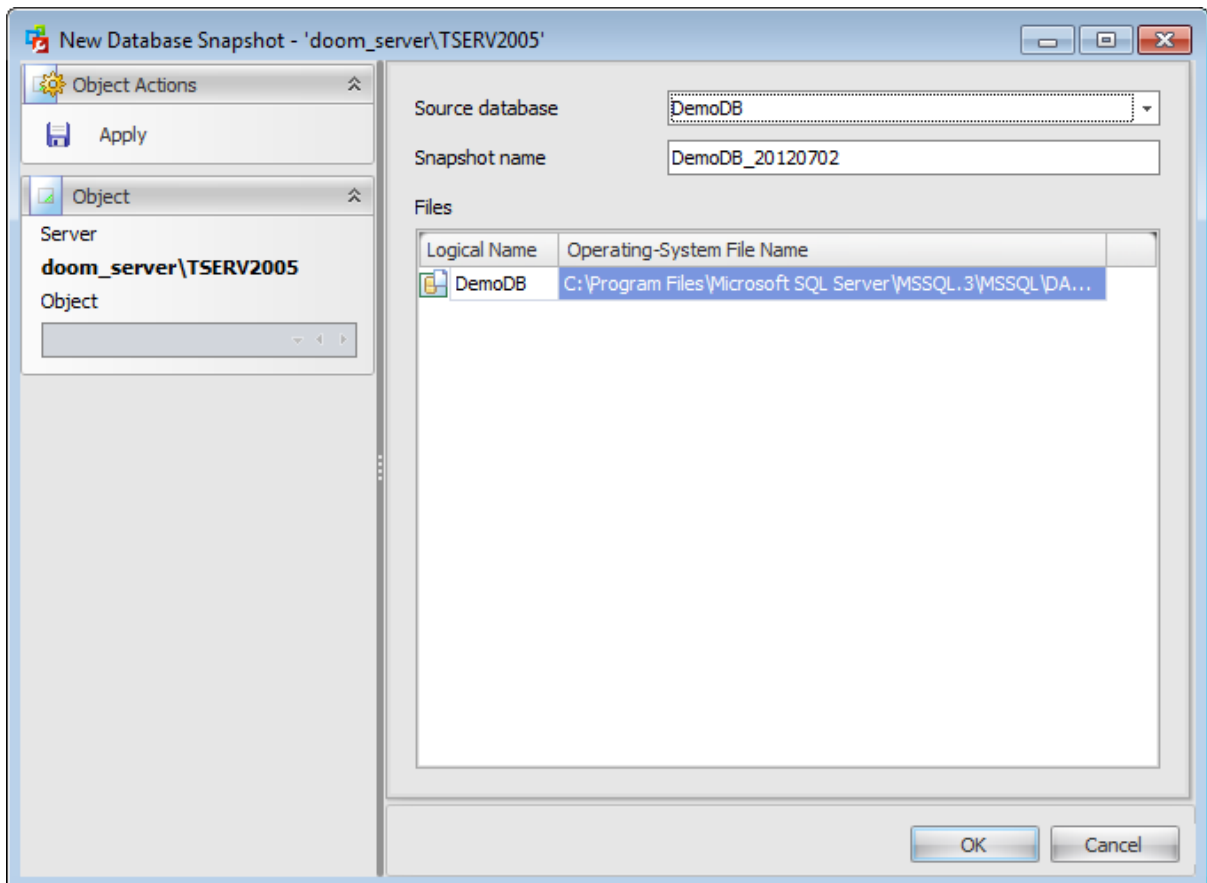 New Database Snapshot - 'doom_server\TSERV2005'
Object Actions
Apply
Object
Server
doom_server\TSERV2005
Object
Source database DemoDB
Snapshot name DemoDB_20120702
Files
Logical Name Operating-System File Name
DemoDB C:\Program Files\Microsoft SQL Server\MSSQL.3\MSSQL\DA...
OK Cancel